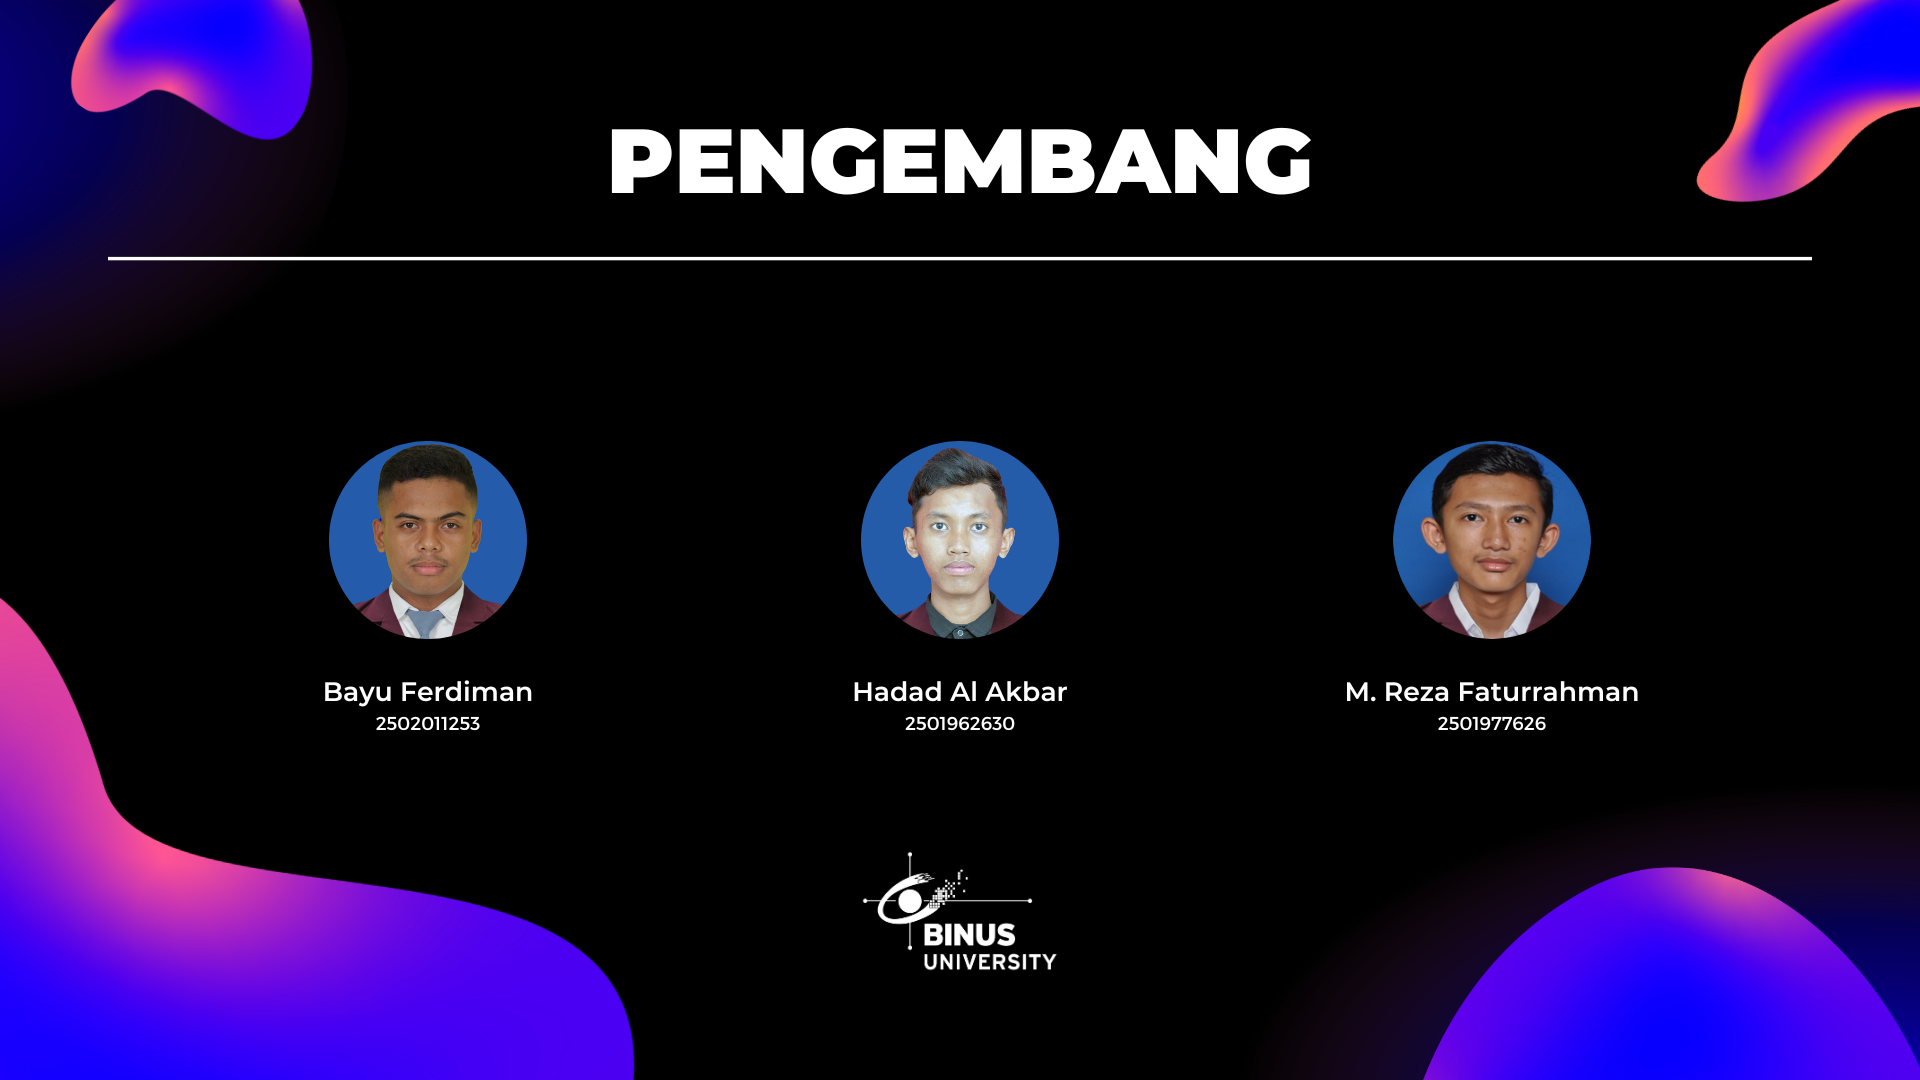 PENGEMBANG
Bayu Ferdiman
2502011253
Hadad Al Akbar
2501962630
M. Reza Faturrahman
2501977626
BINUS
UNIVERSITY